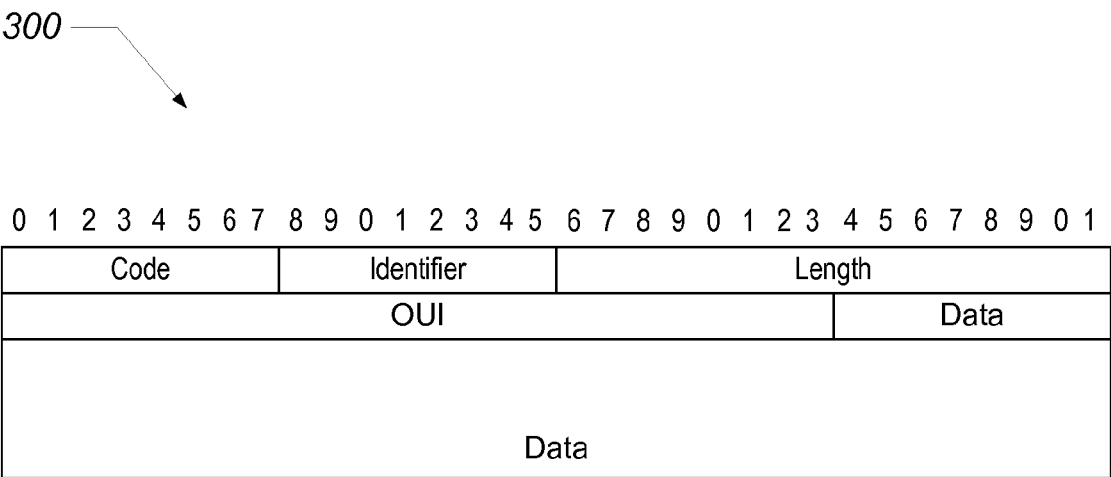 300
0 1 2 3 4 5 6 7 8 9 0 1 2 3 4 5 6 7 8 9 0 1 2 3 4 5 6 7 8 9 0 1
Code Identifier Length
OUI Data
Data